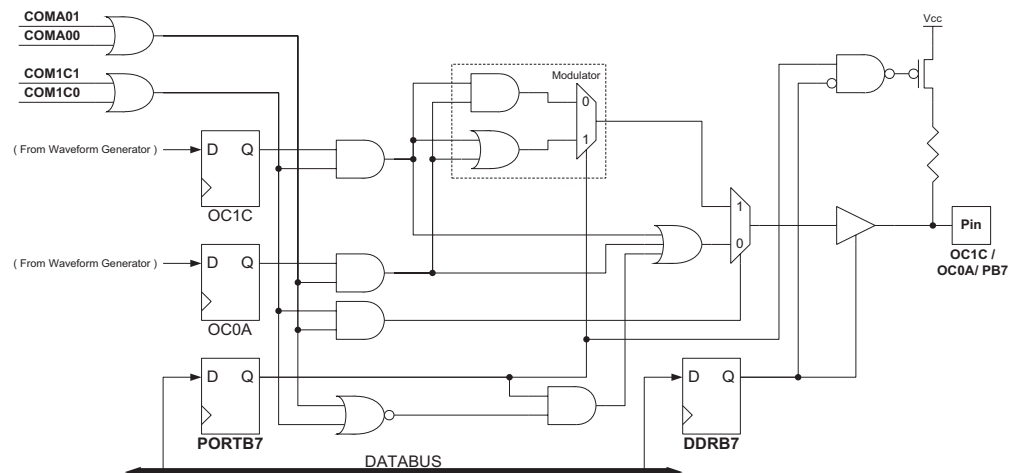 COMA01
COMA00
Vcc
COM1C1
COM1C0
Modulator
0
1
( From Waveform Generator )
D Q
OC1C
1
0
Pin
OC1C /
OC0A/ PB7
( From Waveform Generator )
D Q
OC0A
D Q
PORTB7
D Q
DDRB7
DATABUS